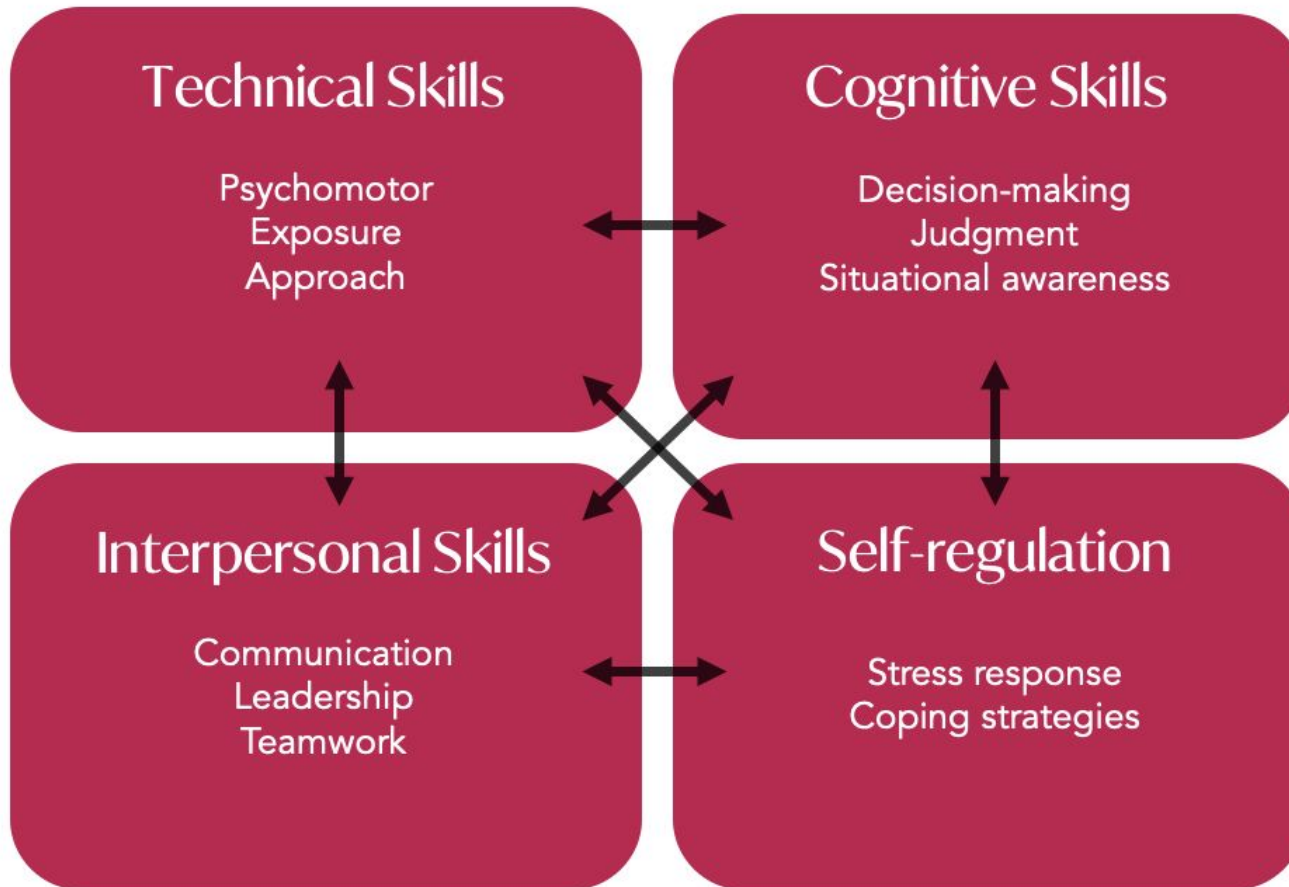 Technical Skills
Psychomotor
Exposure
Approach
Cognitive Skills
Decision-making
Judgment
Situational awareness
Interpersonal Skills
Communication
Leadership
Teamwork
Self-regulation
Stress response
Coping strategies